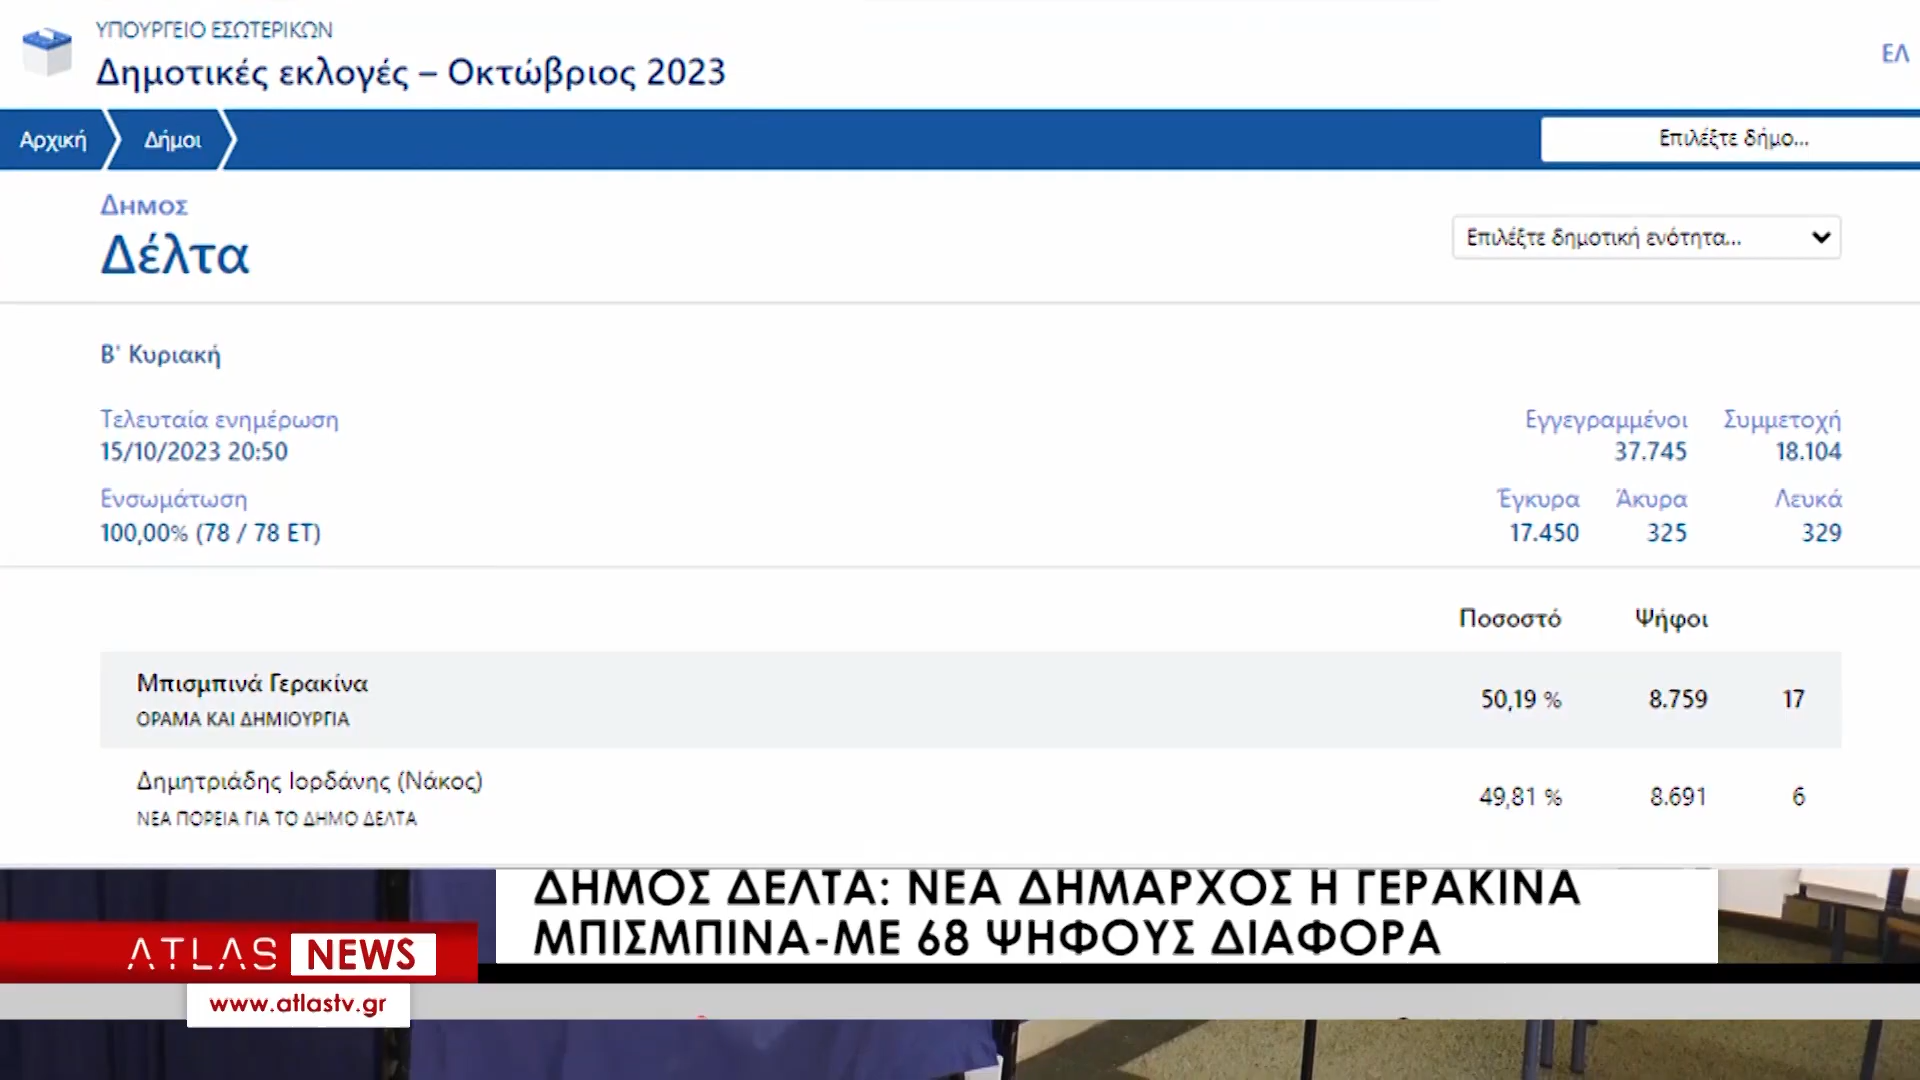 ΥΠΟΥΡΓΕΙΟ ΕΣΩΤΕΡΙΚΩΝ
Δημοτικές εκλογές – Οκτώβριος 2023
ΕΛ
Αρχική
Δήμοι
Επιλέξτε δήμο...
ΔΗΜΟΣ
Δέλτα
Επιλέξτε δημοτική ενότητα...
Β' Κυριακή
Τελευταία ενημέρωση
15/10/2023 20:50
Ενσωμάτωση
100,00% (78 / 78 ΕΤ)
Εγγεγραμμένοι Συμμετοχή
37.745 18.104
Έγκυρα Άκυρα Λευκά
17.450 325 329
Ποσοστό Ψήφοι
Μπισμπινά Γερακίνα
ΟΡΑΜΑ ΚΑΙ ΔΗΜΙΟΥΡΓΙΑ
50,19 % 8.759 17
Δημητριάδης Ιορδάνης (Νάκος)
ΝΕΑ ΠΟΡΕΙΑ ΓΙΑ ΤΟ ΔΗΜΟ ΔΕΛΤΑ
49,81 % 8.691 6
ΔΗΜΟΣ ΔΕΛΤΑ: ΝΕΑ ΔΗΜΑΡΧΟΣ Η ΓΕΡΑΚΙΝΑ
ΜΠΙΣΜΠΙΝΑ-ΜΕ 68 ΨΗΦΟΥΣ ΔΙΑΦΟΡΑ
ATLAS NEWS
www.atlastv.gr